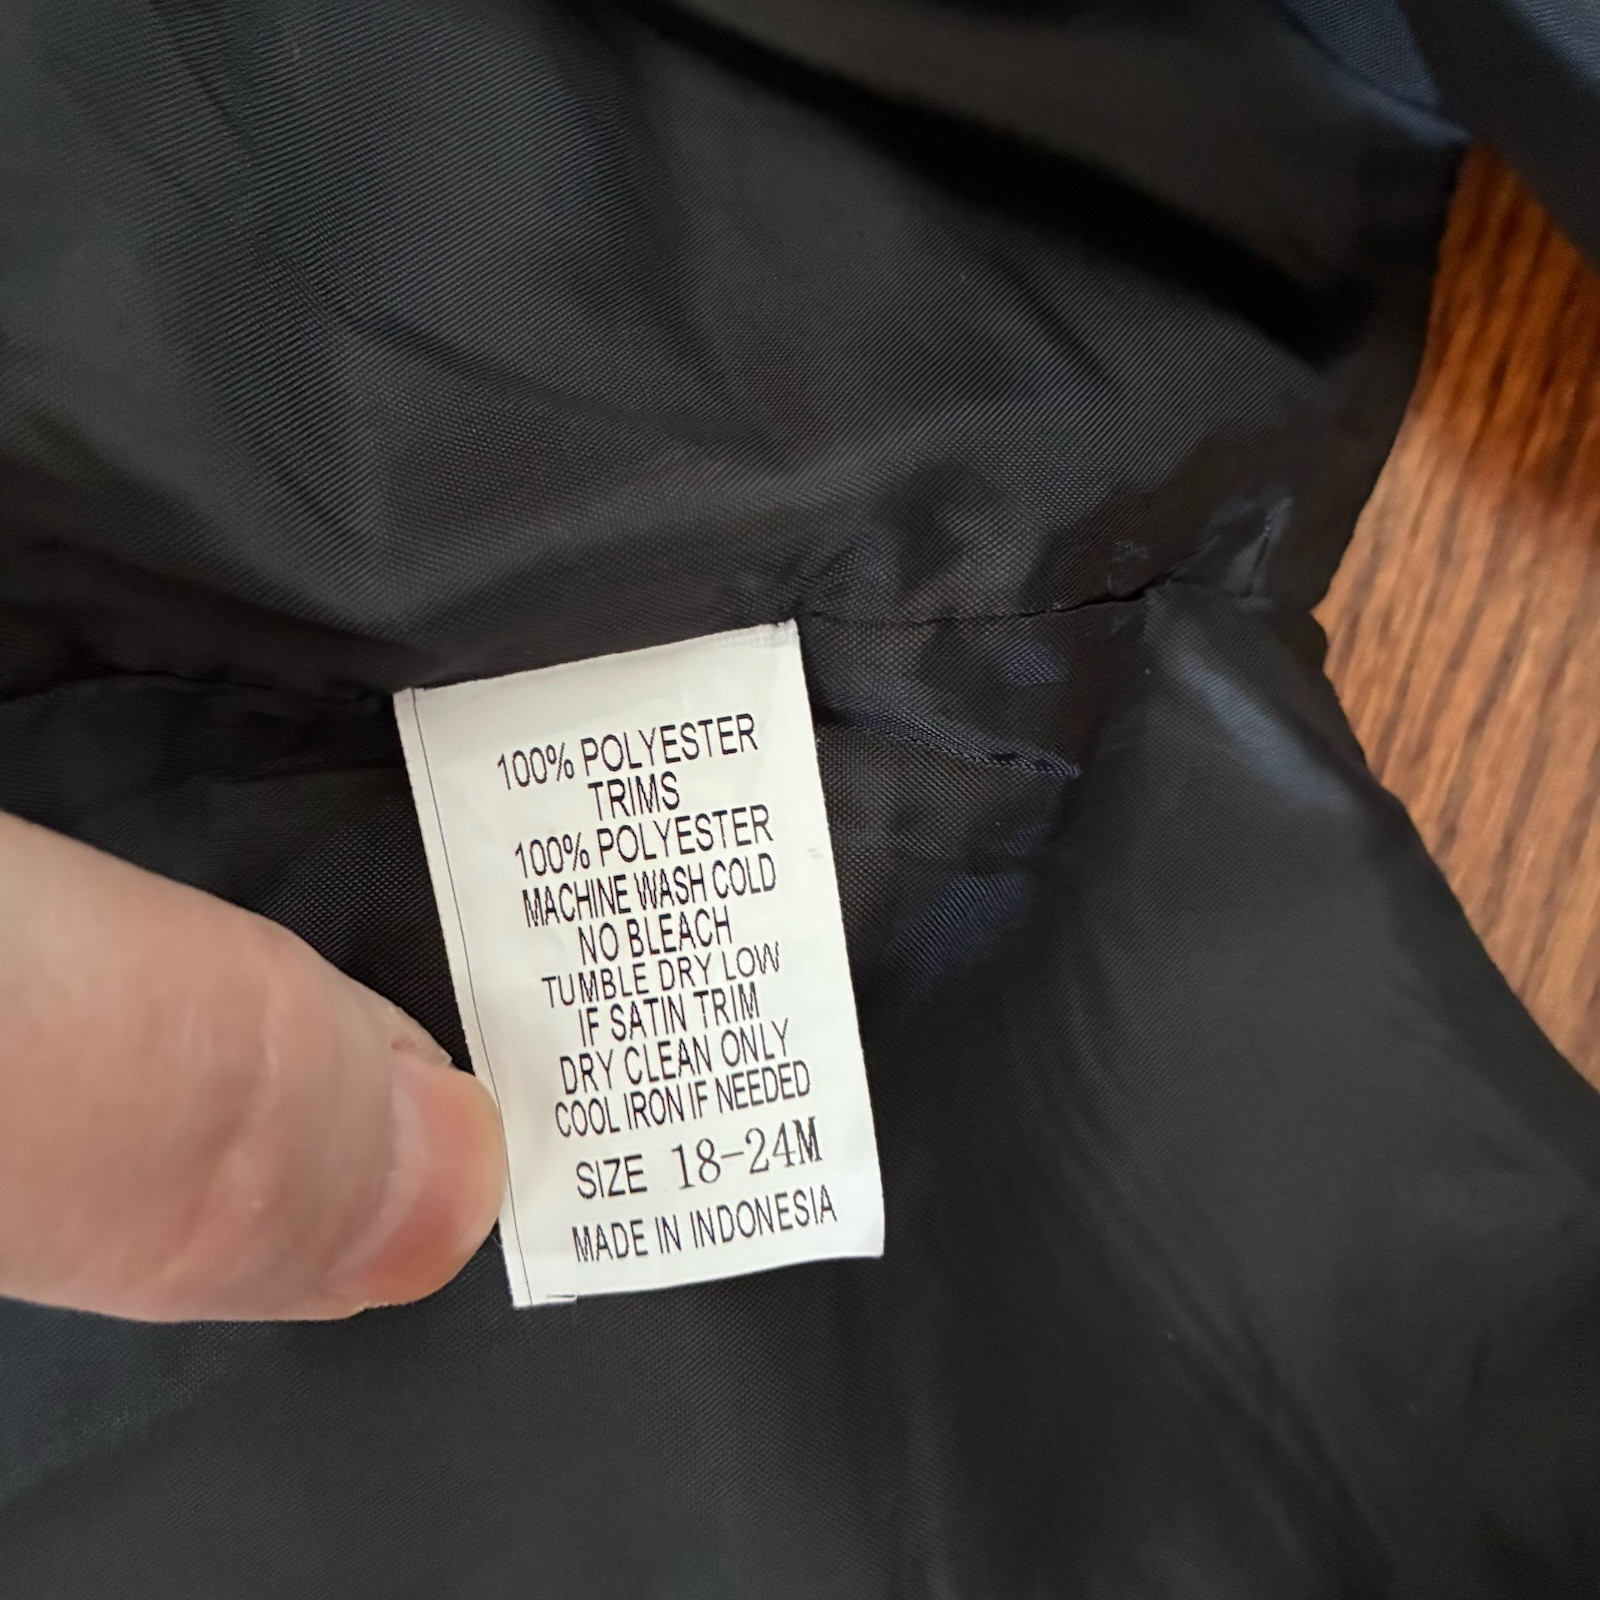 100% POLYESTER
TRIMS
100% POLYESTER
MACHINE WASH COLD
NO BLEACH
TUMBLE DRY LOW
IF SATIN TRIM
DRY CLEAN ONLY
COOL IRON IF NEEDED
SIZE 18-24M
MADE IN INDONESIA